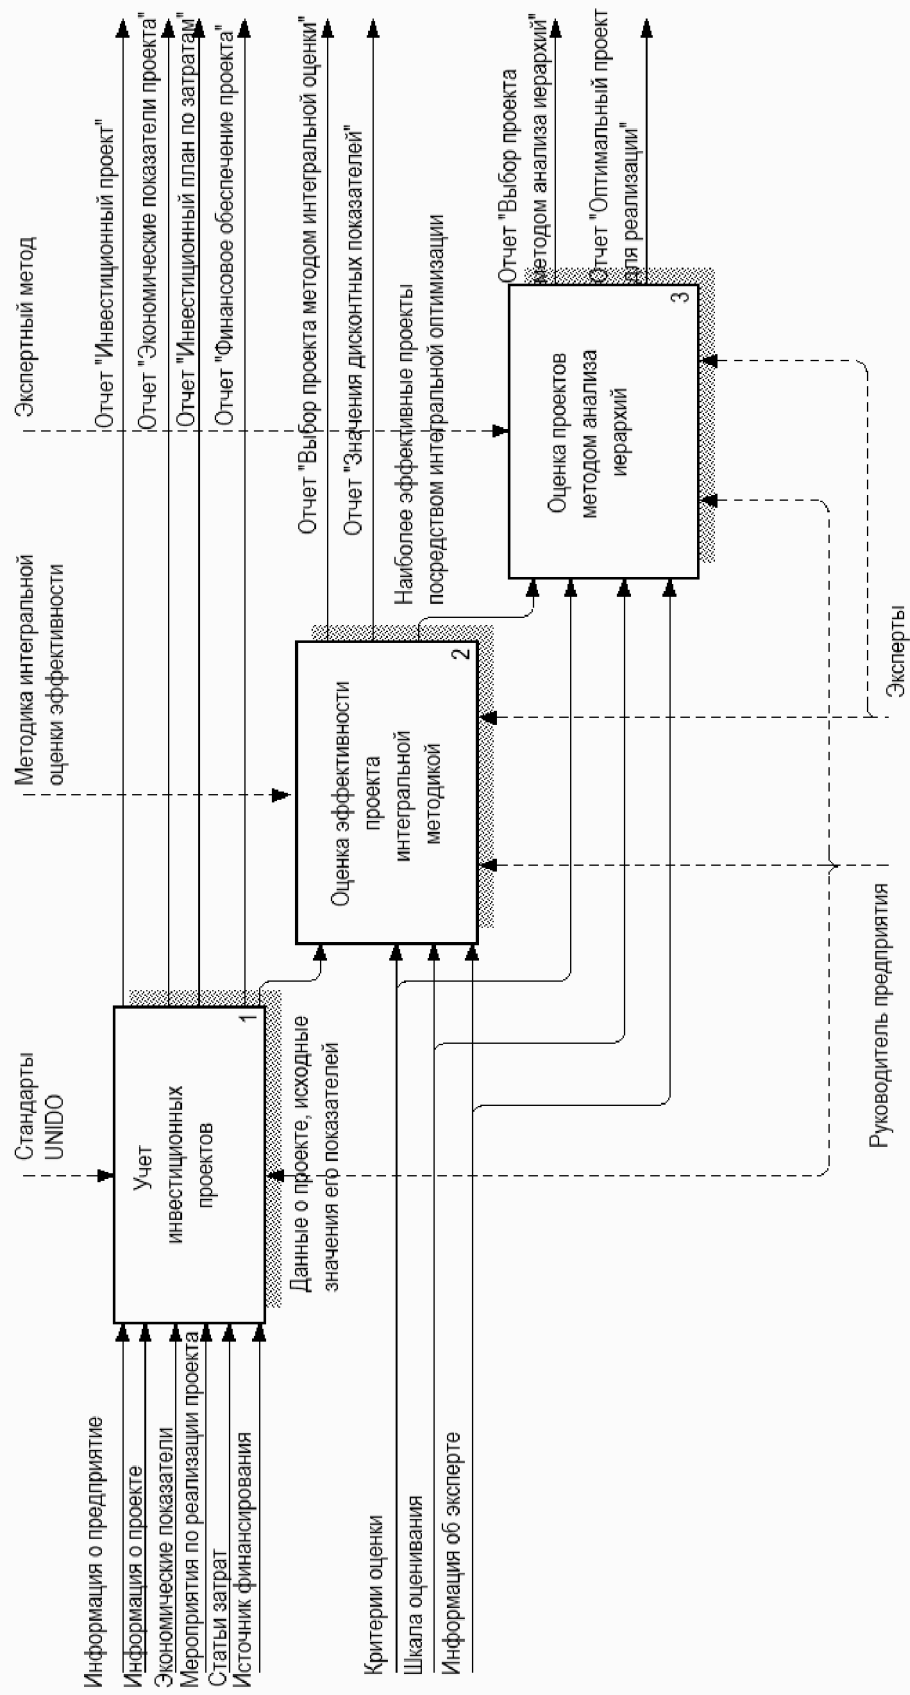 Стандарты
UNIDO
Методика интегральной
оценки эффективности
Экспертный метод
Информация о предприятие
Информация о проекте
Экономические показатели
Мероприятия по реализации проекта
Статьи затрат
Источник финансирования
Учет
инвестиционных
проектов
1
Отчет "Инвестиционный проект"
Отчет "Экономические показатели проекта"
Отчет "Инвестиционный план по затратам"
Отчет "Финансовое обеспечение проекта"
Данные о проекте, исходные
значения его показателей
Критерии оценки
Шкала оценивания
Информация об эксперте
Оценка эффективности
проекта
интегральной
методикой
2
Отчет "Выбор проекта методом интегральной оценки"
Отчет "Значения дисконтных показателей"
Наиболее эффективные проекты
посредством интегральной оптимизации
Оценка проектов
методом анализа
иерархий
3
Отчет "Выбор проекта
методом анализа иерархий"
Отчет "Оптимальный проект
для реализации"
Руководитель предприятия
Эксперты